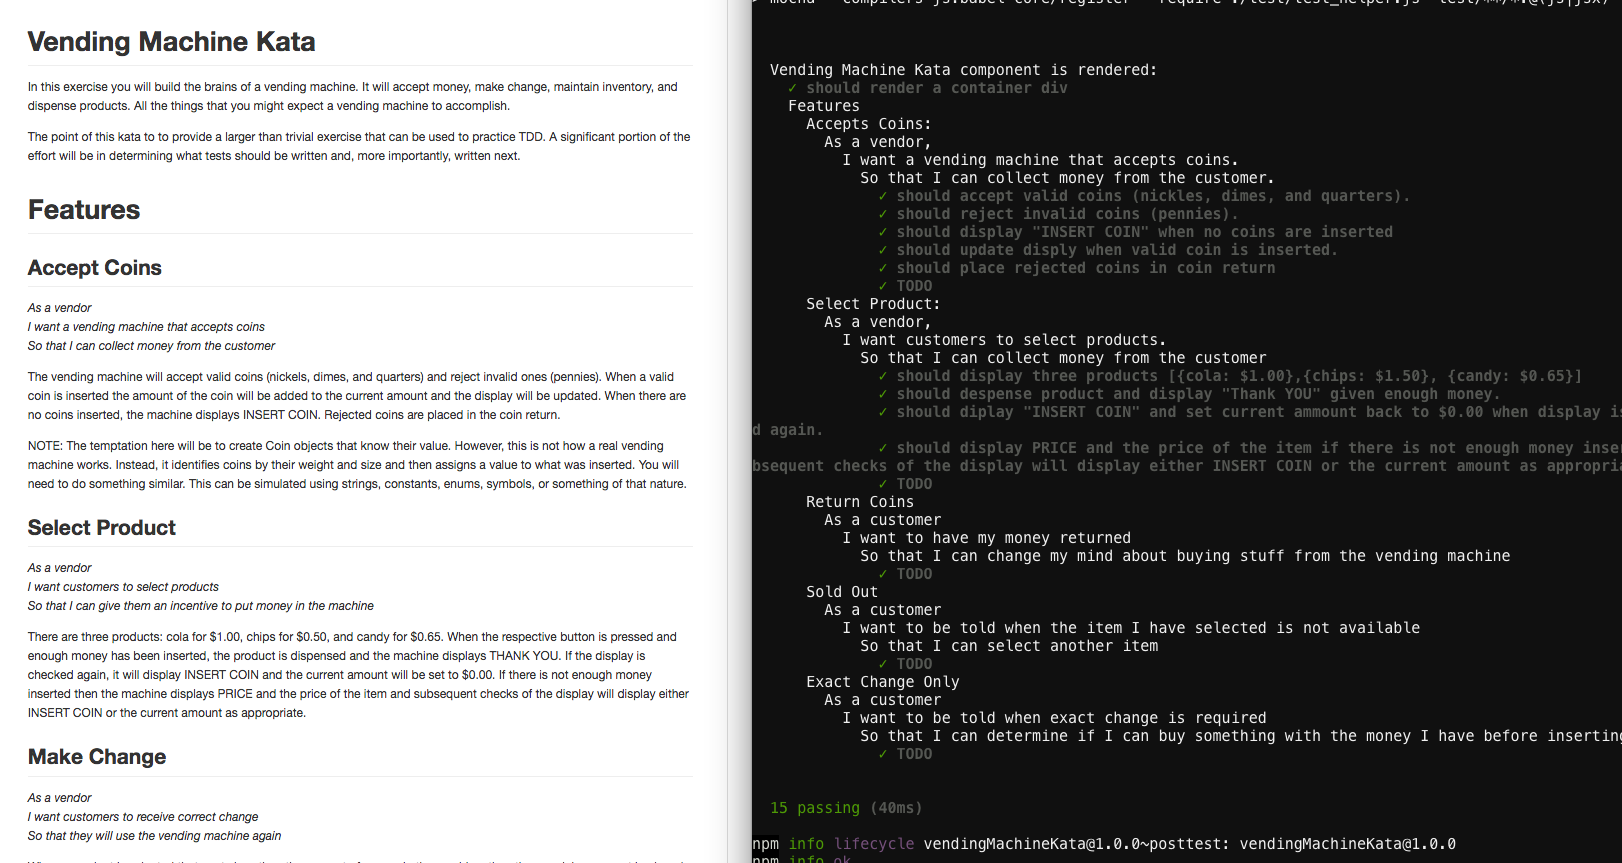 Vending Machine Kata
In this exercise you will build the brains of a vending machine. It will accept money, make change, maintain inventory, and
dispense products. All the things that you might expect a vending machine to accomplish.
The point of this kata to to provide a larger than trivial exercise that can be used to practice TDD. A significant portion of the
effort will be in determining what tests should be written and, more importantly, written next.
Features
Accept Coins
As a vendor
I want a vending machine that accepts coins
So that I can collect money from the customer
The vending machine will accept valid coins (nickels, dimes, and quarters) and reject invalid ones (pennies). When a valid
coin is inserted the amount of the coin will be added to the current amount and the display will be updated. When there are
no coins inserted, the machine displays INSERT COIN. Rejected coins are placed in the coin return.
NOTE: The temptation here will be to create Coin objects that know their value. However, this is not how a real vending
machine works. Instead, it identifies coins by their weight and size and then assigns a value to what was inserted. You will
need to do something similar. This can be simulated using strings, constants, enums, symbols, or something of that nature.
Select Product
As a vendor
I want customers to select products
So that I can give them an incentive to put money in the machine
There are three products: cola for $1.00, chips for $0.50, and candy for $0.65. When the respective button is pressed and
enough money has been inserted, the product is dispensed and the machine displays THANK YOU. If the display is
checked again, it will display INSERT COIN and the current amount will be set to $0.00. If there is not enough money
inserted then the machine displays PRICE and the price of the item and subsequent checks of the display will display either
INSERT COIN or the current amount as appropriate.
Make Change
As a vendor
I want customers to receive correct change
So that they will use the vending machine again
Vending Machine Kata component is rendered:
✓ should render a container div
Features
Accepts Coins:
As a vendor,
I want a vending machine that accepts coins.
So that I can collect money from the customer.
✓ should accept valid coins (nickles, dimes, and quarters).
✓ should reject invalid coins (pennies).
✓ should display "INSERT COIN" when no coins are inserted
✓ should update disply when valid coin is inserted.
✓ should place rejected coins in coin return
✓ TODO
Select Product:
As a vendor,
I want customers to select products.
So that I can collect money from the customer
✓ should display three products [{cola: $1.00},{chips: $1.50}, {candy: $0.65}]
✓ should despense product and display "Thank YOU" given enough money.
✓ should diplay "INSERT COIN" and set current ammount back to $0.00 when display is
d again.
✓ should display PRICE and the price of the item if there is not enough money inser
bsequent checks of the display will display either INSERT COIN or the current amount as appropria
✓ TODO
Return Coins
As a customer
I want to have my money returned
So that I can change my mind about buying stuff from the vending machine
✓ TODO
Sold Out
As a customer
I want to be told when the item I have selected is not available
So that I can select another item
✓ TODO
Exact Change Only
As a customer
I want to be told when exact change is required
So that I can determine if I can buy something with the money I have before inserting
✓ TODO
15 passing (40ms)
npm info lifecycle vendingMachineKata@1.0.0~posttest: vendingMachineKata@1.0.0
npm info ok